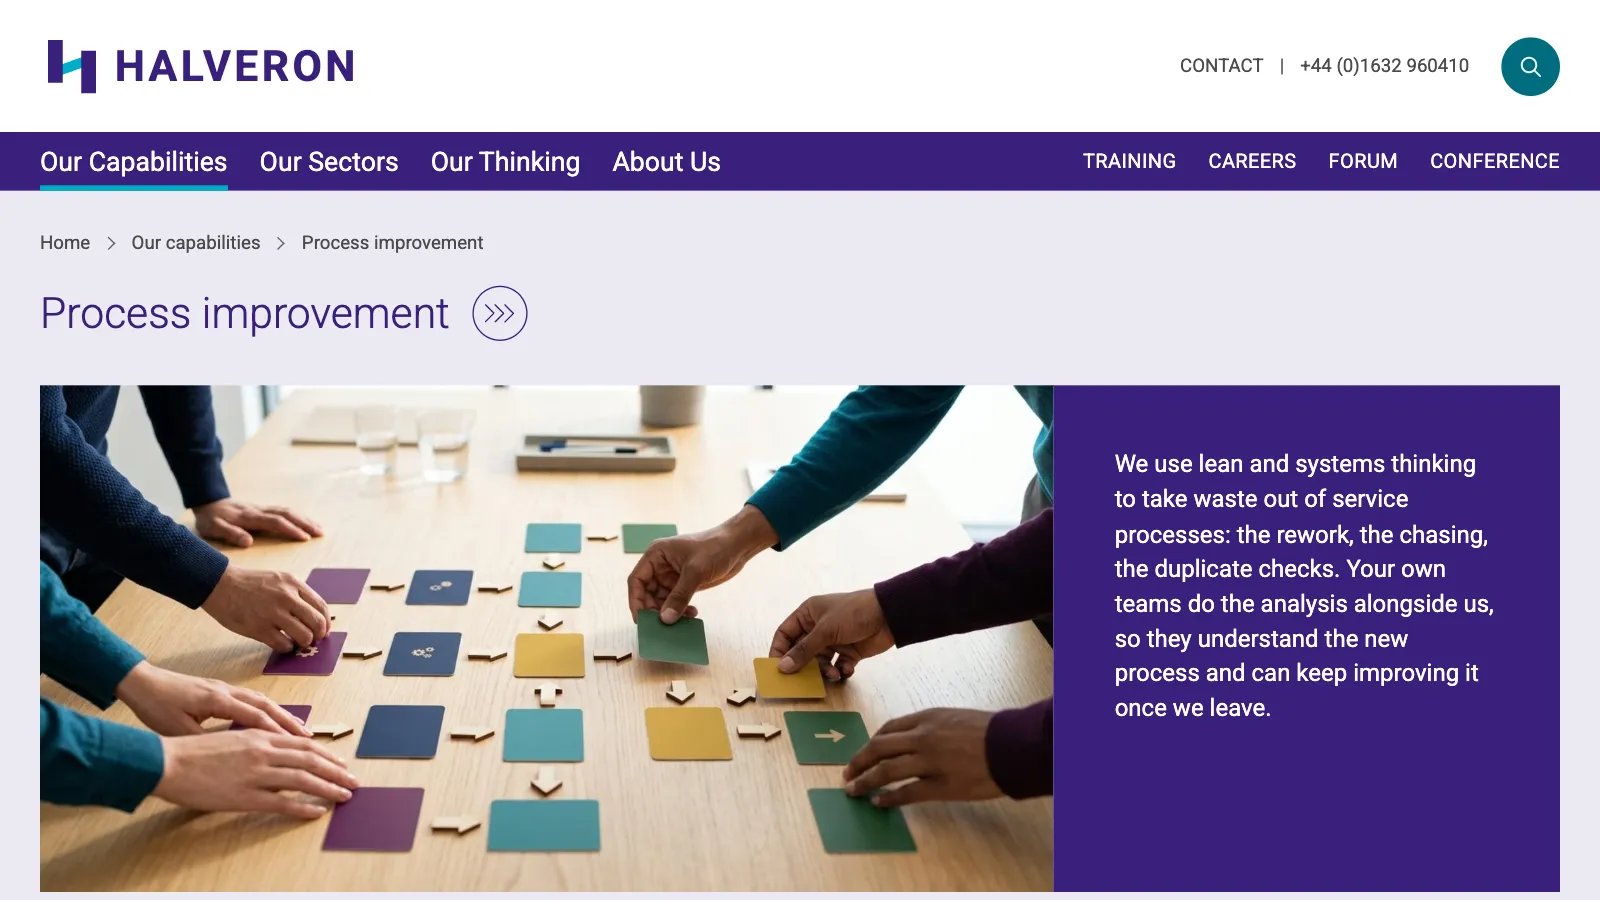 HALVERON
CONTACT | +44 (0)1632 960410
Our Capabilities Our Sectors Our Thinking About Us
TRAINING CAREERS FORUM CONFERENCE
Home > Our capabilities > Process improvement
Process improvement
We use lean and systems thinking
to take waste out of service
processes: the rework, the chasing,
the duplicate checks. Your own
teams do the analysis alongside us,
so they understand the new
process and can keep improving it
once we leave.